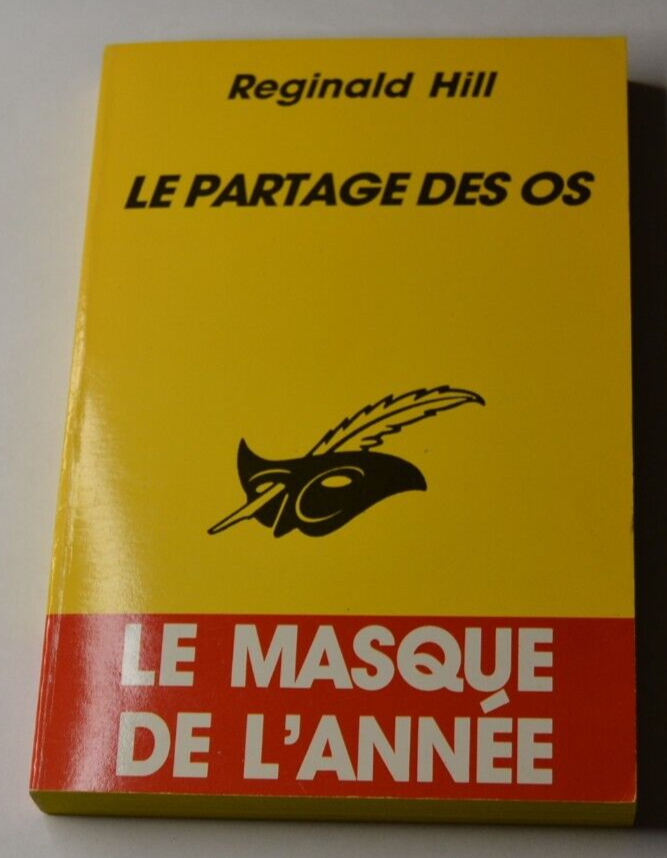 Reginald Hill
LE PARTAGE DES OS
LE MASQUE
DE L'ANNÉE